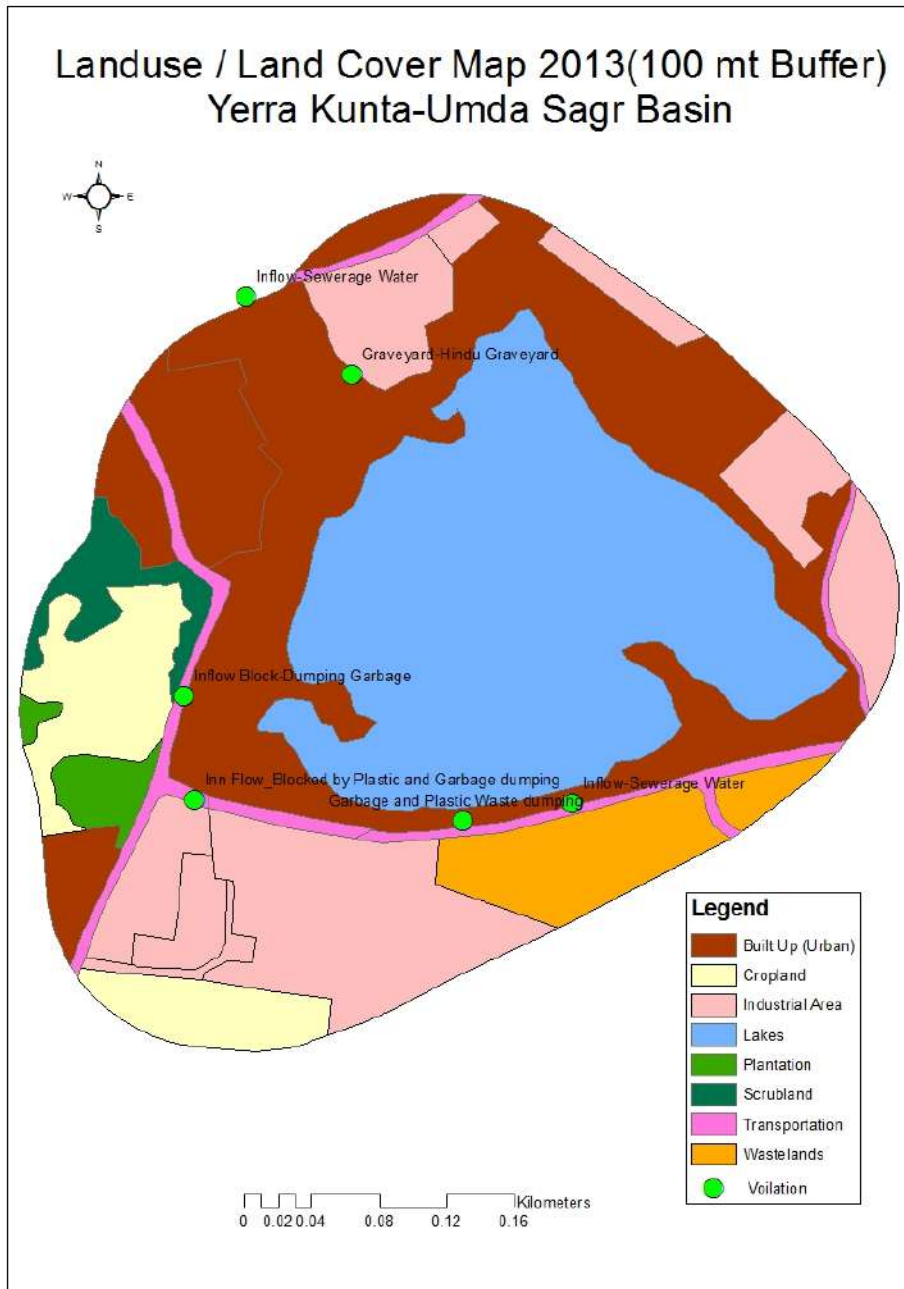 Landuse / Land Cover Map 2013(100 mt Buffer)
Yerra Kunta-Umda Sagr Basin
N
W E
S
Inflow-Sewerage Water
Graveyard-Hindu Graveyard
Inflow Block-Dumping Garbage
Inn Flow_Blocked by Plastic and Garbage dumping
Inflow-Sewerage Water
Garbage and Plastic Waste dumping
Legend
Built Up (Urban)
Cropland
Industrial Area
Lakes
Plantation
Scrubland
Transportation
Wastelands
Voilation
Kilometers
0 0.02 0.04 0.08 0.12 0.16